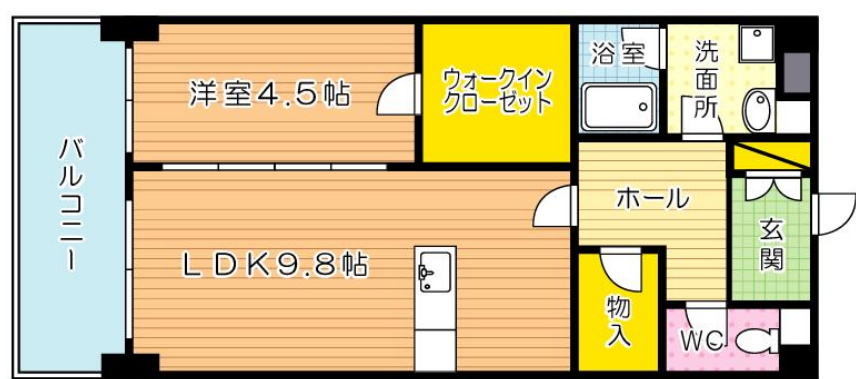 バルコニー
洋室4.5帖
ウォークイン
クローゼット
浴室
洗面所
ホール
玄関
LDK9.8帖
物入
WC